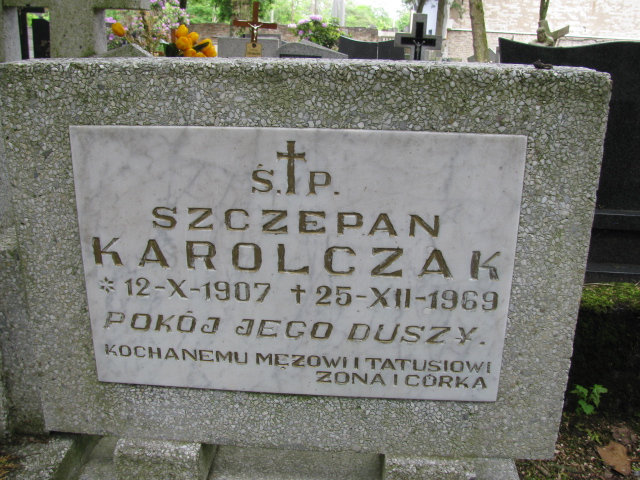 Ś.†P.
SZCZEPAN
KAROLCZAK
*12-X-1907 †25-XII-1969
POKÓJ JEGO DUSZY.
KOCHANEMU MĘŻOWI I TATUSIOWI
ŻONA I CÓRKA